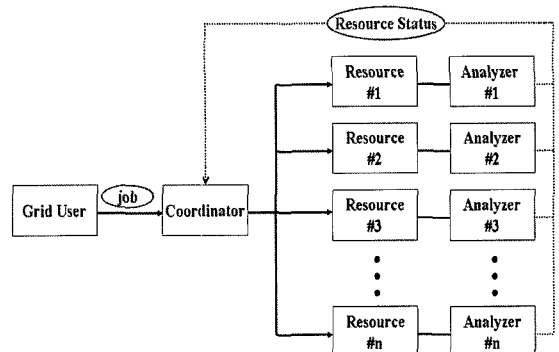 Resource Status
Resource
#1
Analyzer
#1
Resource
#2
Analyzer
#2
job
Grid User
Coordinator
Resource
#3
Analyzer
#3
Resource
#n
Analyzer
#n